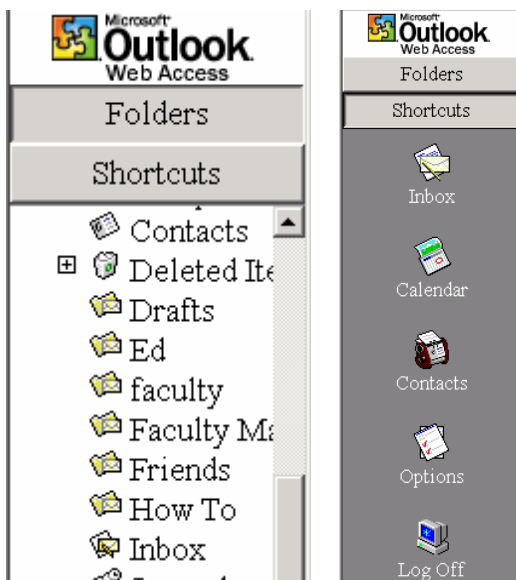 Microsoft
Outlook
Web Access
Folders
Shortcuts
Contacts
Deleted Ite
Drafts
Ed
faculty
Faculty Ma
Friends
How To
Inbox
Microsoft
Outlook
Web Access
Folders
Shortcuts
Inbox
Calendar
Contacts
Options
Log Off